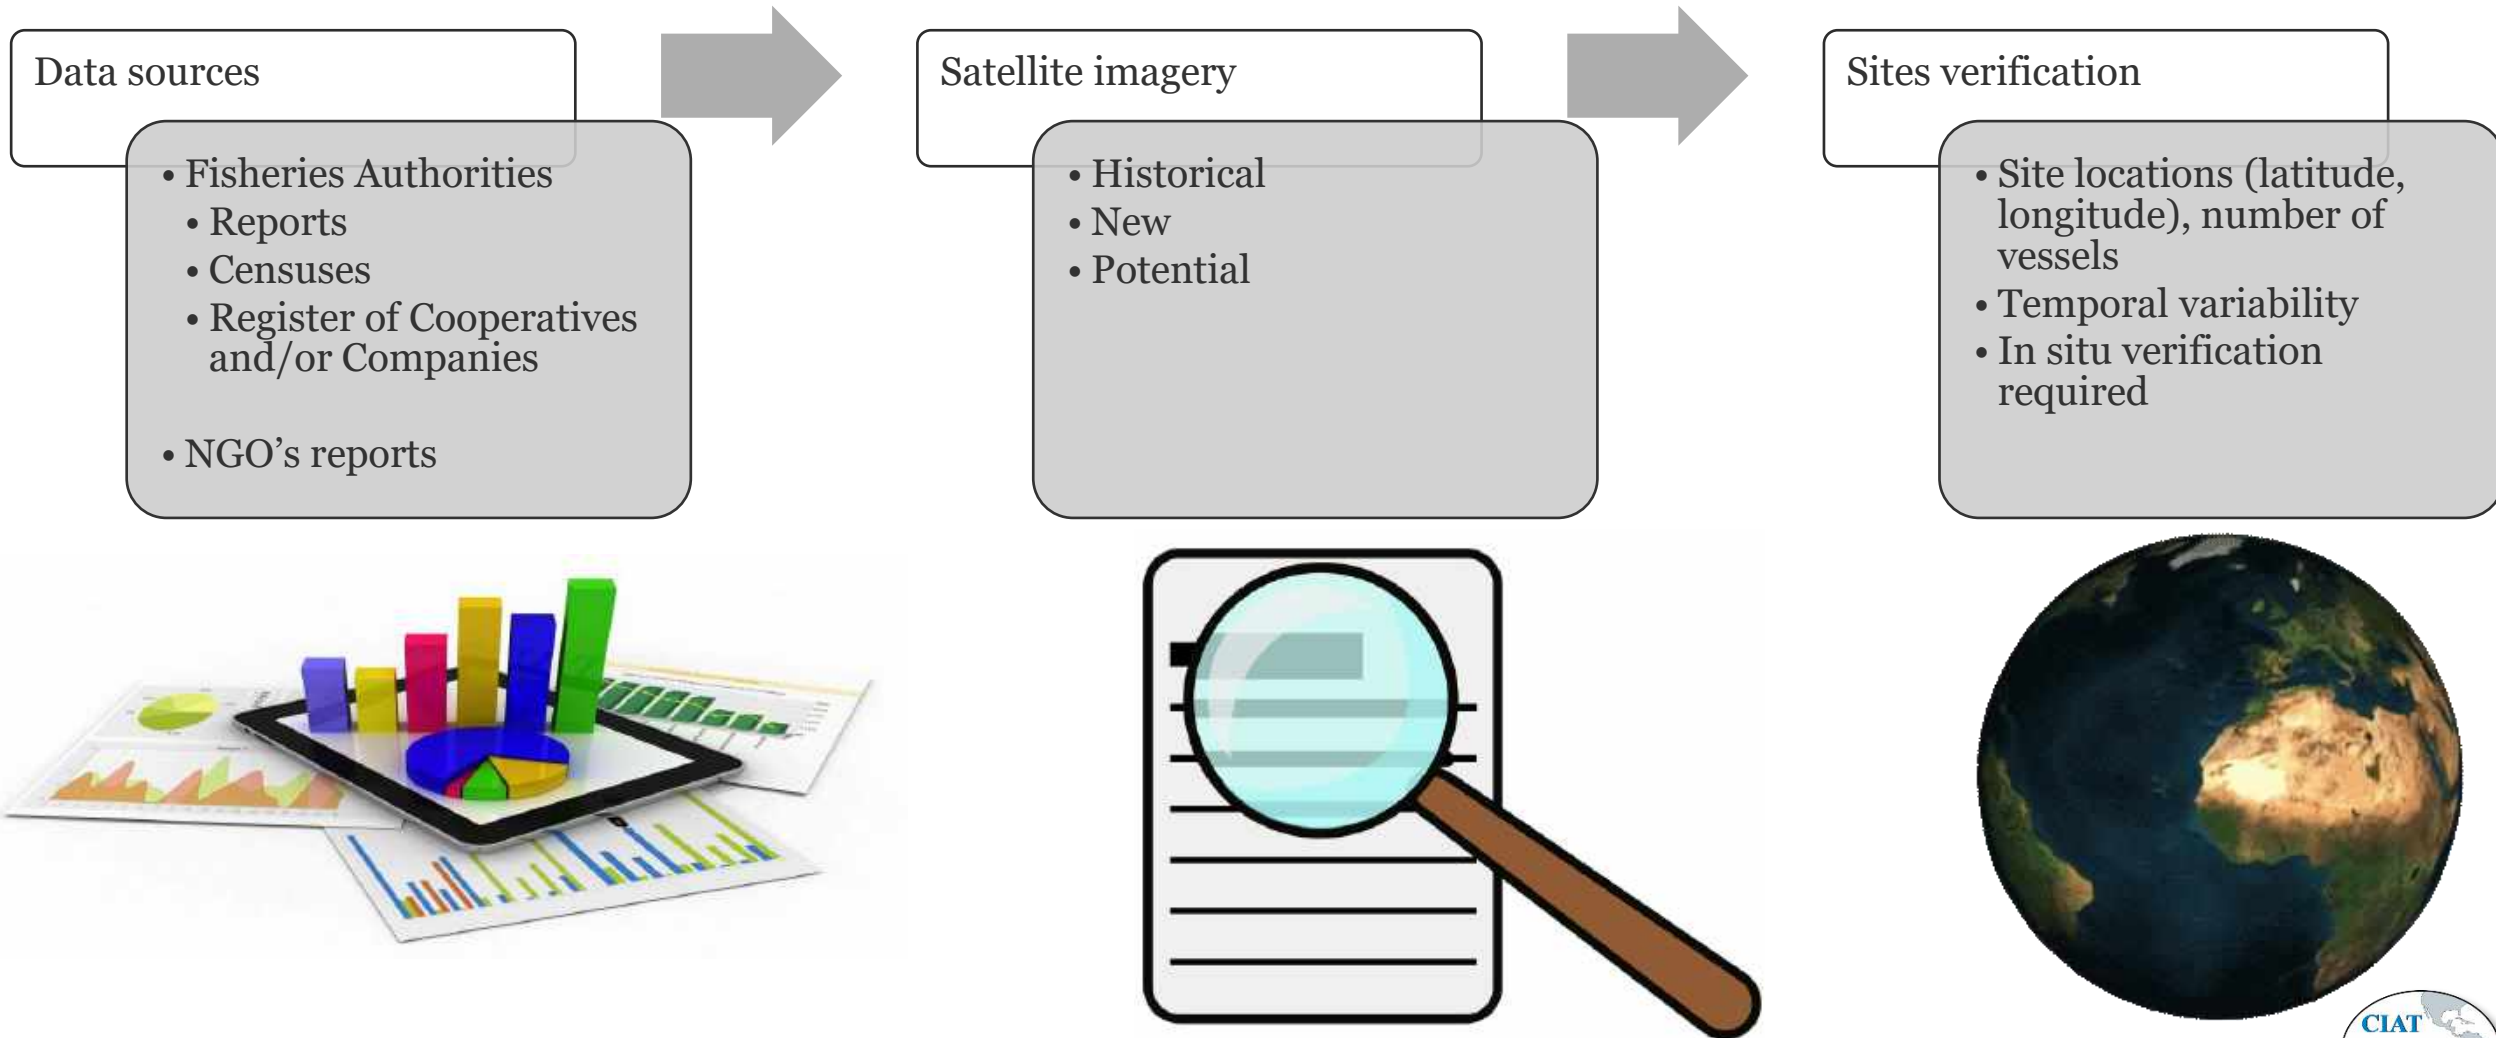 Data sources
• Fisheries Authorities
• Reports
• Censuses
• Register of Cooperatives
and/or Companies
• NGO’s reports
Satellite imagery
• Historical
• New
• Potential
Sites verification
• Site locations (latitude,
longitude), number of
vessels
• Temporal variability
• In situ verification
required
CIAT